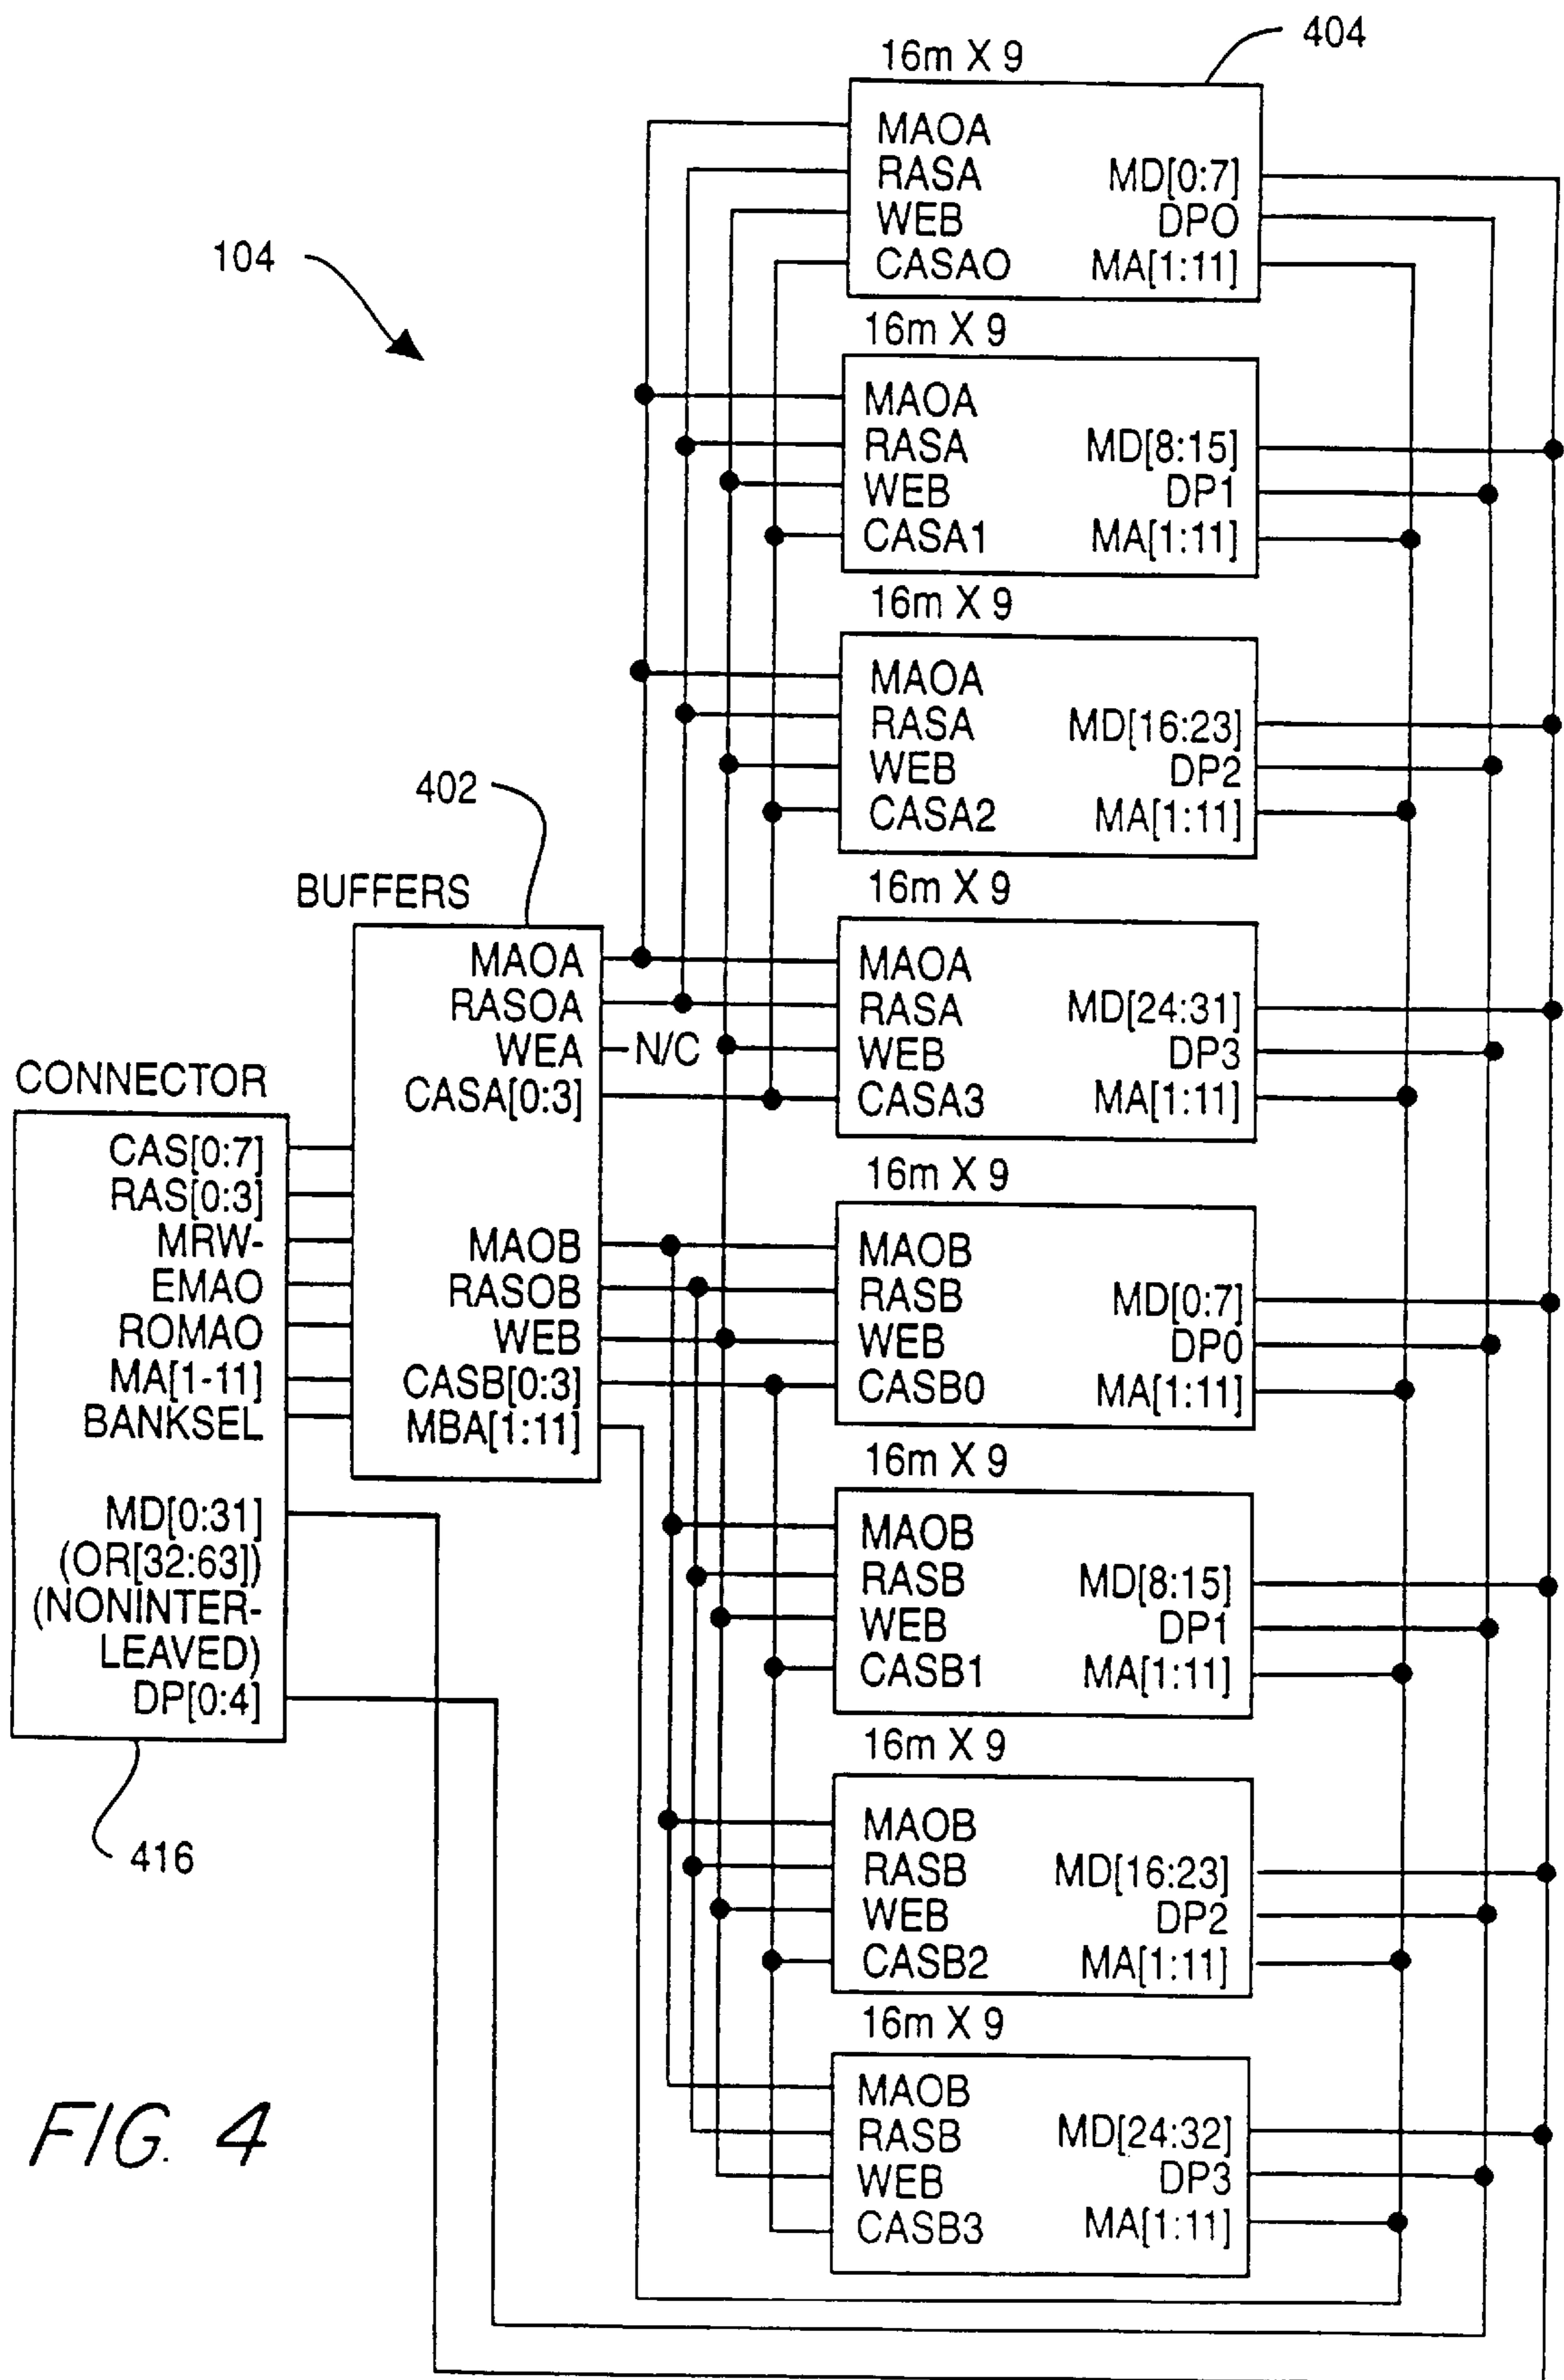 404
16m X 9
MAOA
RASA
WEB
CASAO
MD[0:7]
DPO
MA[1:11]
104
16m X 9
MAOA
RASA
WEB
CASA1
MD[8:15]
DP1
MA[1:11]
16m X 9
MAOA
RASA
WEB
CASA2
MD[16:23]
DP2
MA[1:11]
402
BUFFERS
MAOA
RASOA
WEA
N/C
CASA[0:3]
MAOB
RASOB
WEB
CASB[0:3]
MBA[1:11]
16m X 9
MAOA
RASA
WEB
CASA3
MD[24:31]
DP3
MA[1:11]
CONNECTOR
CAS[0:7]
RAS[0:3]
MRW-
EMAO
ROMAO
MA[1-11]
BANKSEL
MD[0:31]
(OR[32:63])
(NONINTER-
LEAVED)
DP[0:4]
416
16m X 9
MAOB
RASB
WEB
CASB0
MD[0:7]
DP0
MA[1:11]
16m X 9
MAOB
RASB
WEB
CASB1
MD[8:15]
DP1
MA[1:11]
16m X 9
MAOB
RASB
WEB
CASB2
MD[16:23]
DP2
MA[1:11]
16m X 9
MAOB
RASB
WEB
CASB3
MD[24:32]
DP3
MA[1:11]
FIG. 4